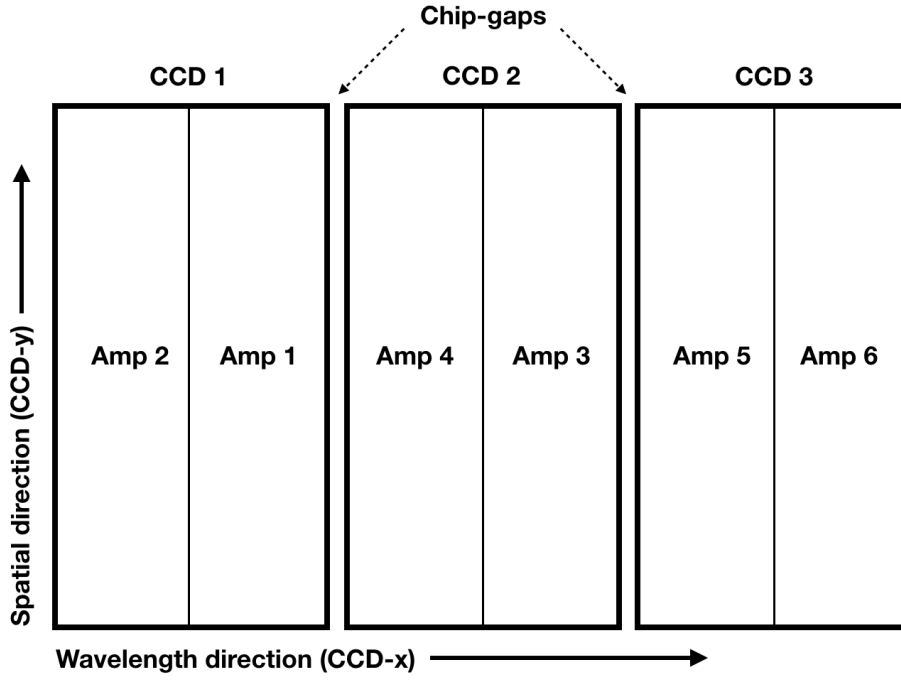 Chip-gaps
CCD 1
CCD 2
CCD 3
Spatial direction (CCD-y)
Amp 2
Amp 1
Amp 4
Amp 3
Amp 5
Amp 6
Wavelength direction (CCD-x)